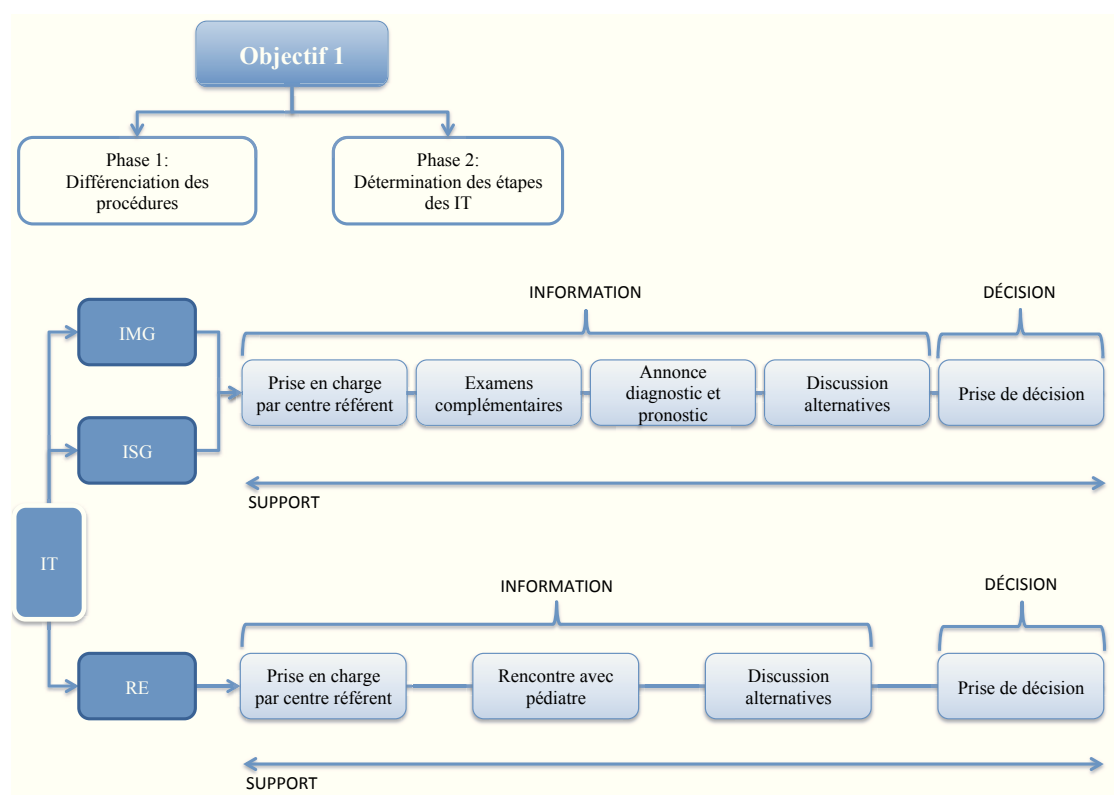 Objectif 1
Phase 1:
Différenciation des
procédures
Phase 2:
Détermination des étapes
des IT
INFORMATION
DÉCISION
IMG
Prise en charge
par centre référent
Examens
complémentaires
Annonce
diagnostic et
pronostic
Discussion
alternatives
Prise de décision
ISG
SUPPORT
IT
INFORMATION
DÉCISION
RE
Prise en charge
par centre référent
Rencontre avec
pédiatre
Discussion
alternatives
Prise de décision
SUPPORT